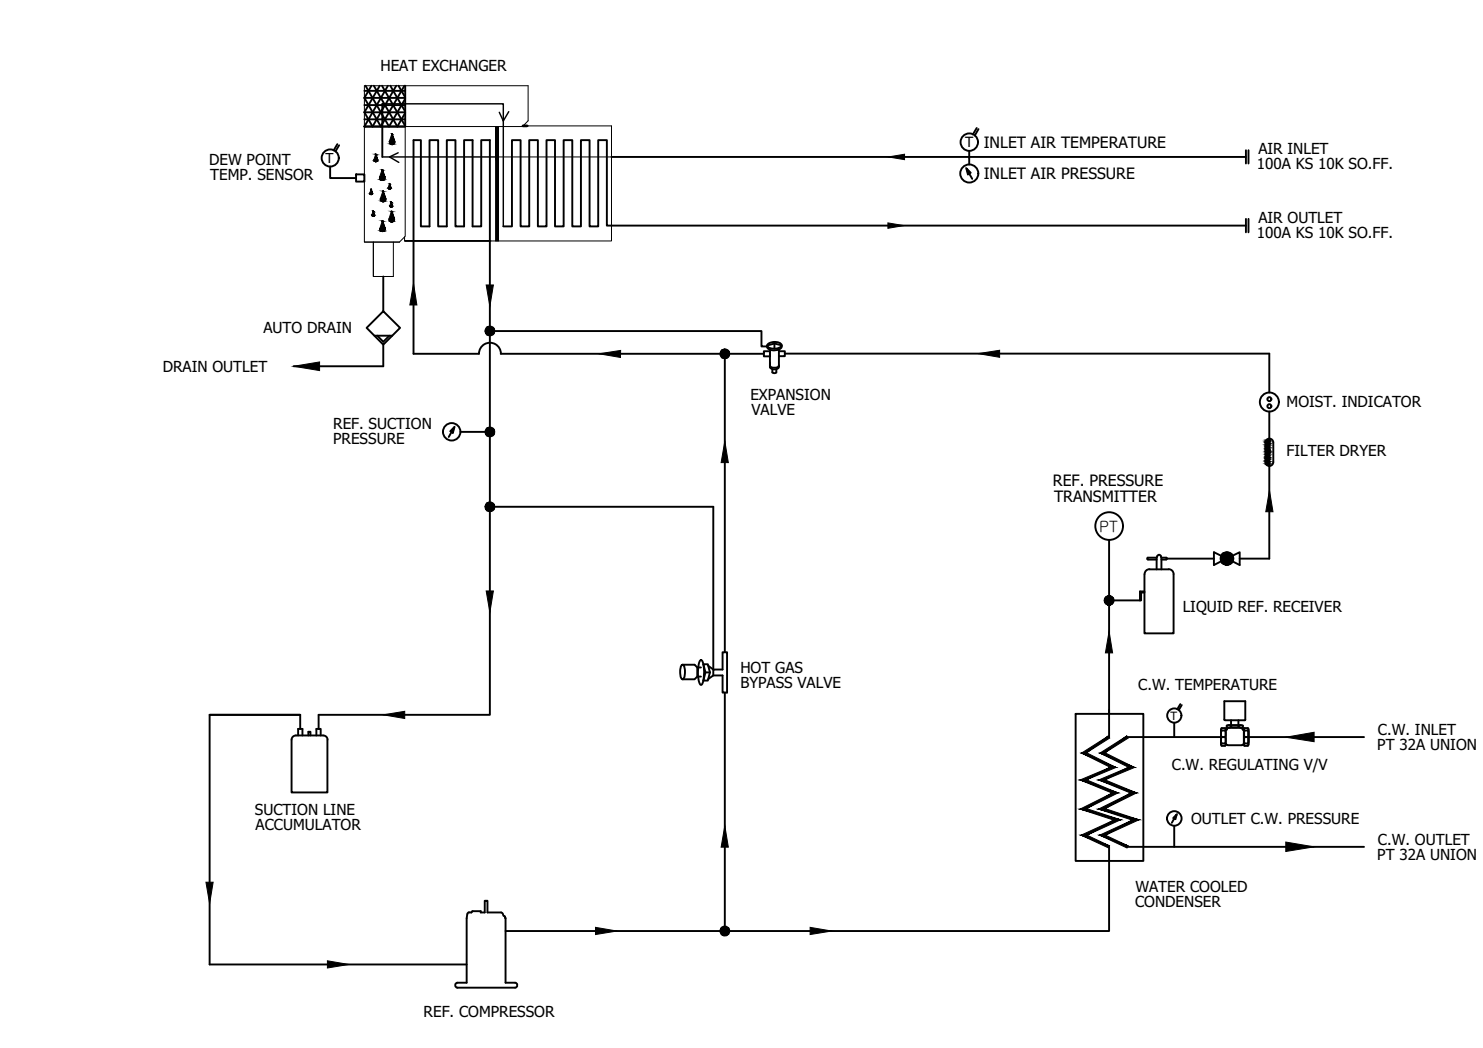 HEAT EXCHANGER
DEW POINT
TEMP. SENSOR
T
T
INLET AIR TEMPERATURE
INLET AIR PRESSURE
AIR INLET
100A KS 10K SO.FF.
AIR OUTLET
100A KS 10K SO.FF.
AUTO DRAIN
DRAIN OUTLET
EXPANSION
VALVE
MOIST. INDICATOR
REF. SUCTION
PRESSURE
FILTER DRYER
REF. PRESSURE
TRANSMITTER
PT
LIQUID REF. RECEIVER
HOT GAS
BYPASS VALVE
C.W. TEMPERATURE
T
C.W. INLET
PT 32A UNION
C.W. REGULATING V/V
SUCTION LINE
ACCUMULATOR
OUTLET C.W. PRESSURE
C.W. OUTLET
PT 32A UNION
WATER COOLED
CONDENSER
REF. COMPRESSOR